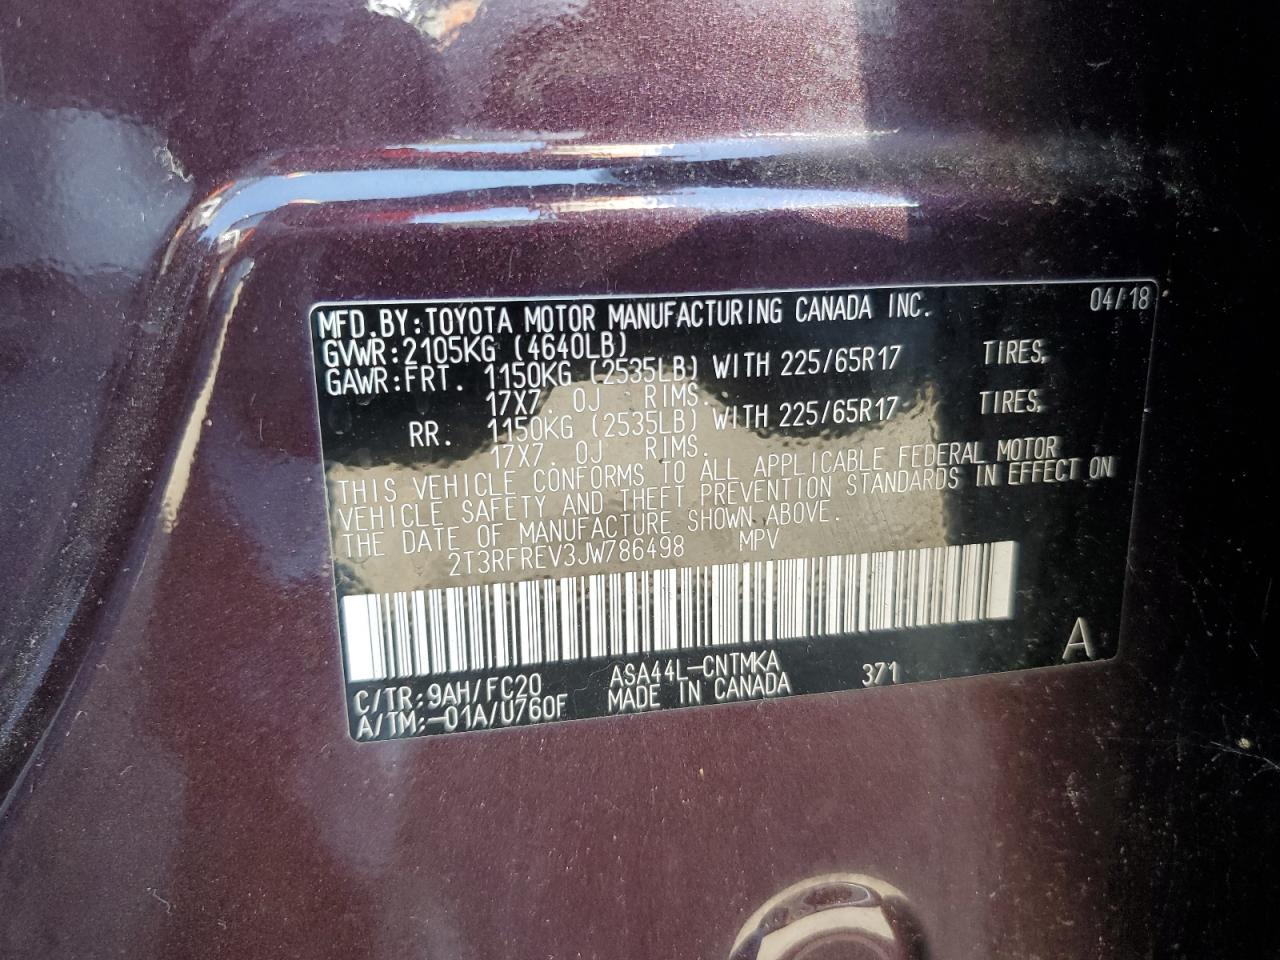 MFD.BY:TOYOTA MOTOR MANUFACTURING CANADA INC. 04/18
GVWR:2105KG (4640LB)
GAWR:FRT. 1150KG (2535LB) WITH 225/65R17 TIRES,
17X7.0J RIMS.
RR. 1150KG (2535LB) WITH 225/65R17 TIRES,
17X7.0J RIMS.
THIS VEHICLE CONFORMS TO ALL APPLICABLE FEDERAL MOTOR
VEHICLE SAFETY AND THEFT PREVENTION STANDARDS IN EFFECT ON
THE DATE OF MANUFACTURE SHOWN ABOVE.
2T3RFREV3JW786498 MPV
C/TR:9AH/FC20 ASA44L-CNTMKA 371 A
A/TM:-01A/U760F MADE IN CANADA